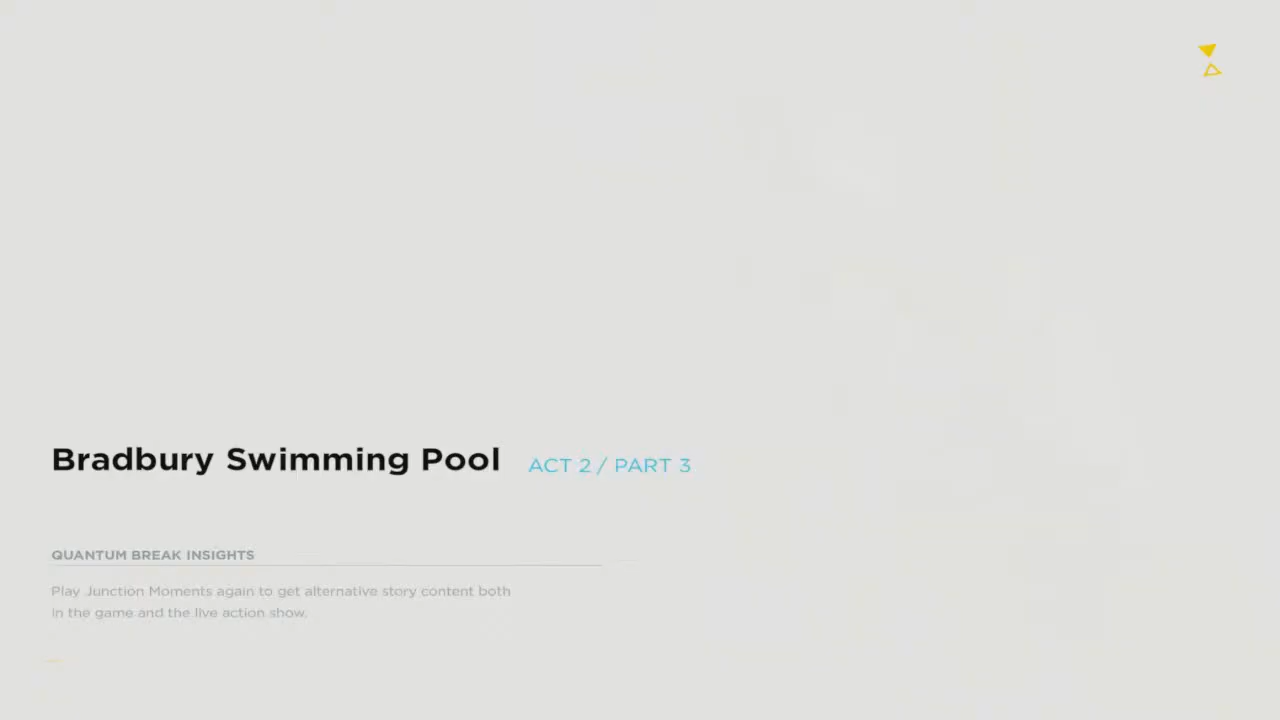 Bradbury Swimming Pool ACT 2 / PART 3
QUANTUM BREAK INSIGHTS
Play Junction Moments again to get alternative story content both
in the game and the live action show.